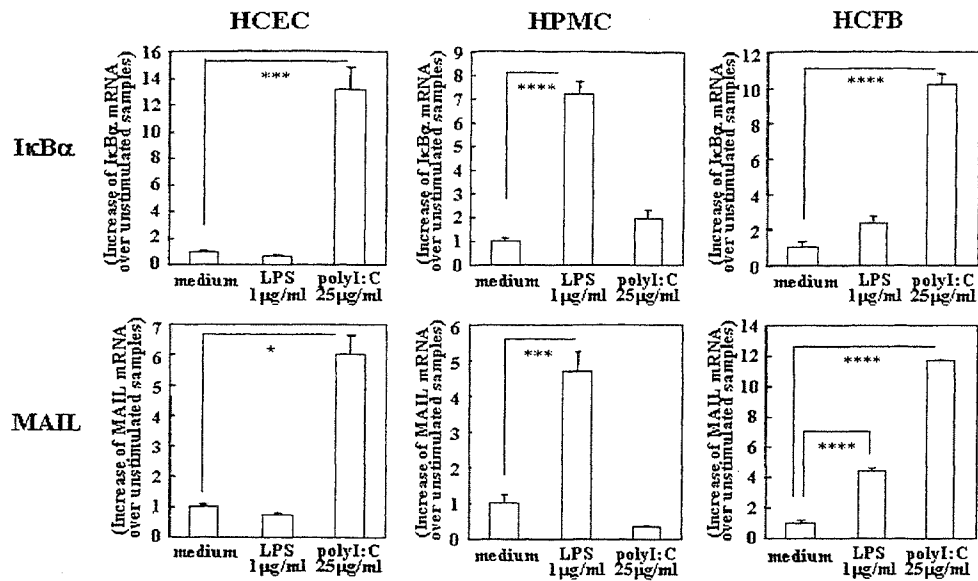 HCEC HPMC HCFB
IκBα
(Increase of IκBα mRNA
over unstimulated samples)
16
14
12
10
8
6
4
2
0
***
medium LPS polyI:C
1μg/ml 25μg/ml
(Increase of IκBα mRNA
over unstimulated samples)
9
8
7
6
5
4
3
2
1
0
****
medium LPS polyI:C
1μg/ml 25μg/ml
(Increase of IκBα mRNA
over unstimulated samples)
12
10
8
6
4
2
0
****
medium LPS polyI:C
1μg/ml 25μg/ml
MAIL
(Increase of MAIL mRNA
over unstimulated samples)
7
6
5
4
3
2
1
0
*
medium LPS polyI:C
1μg/ml 25μg/ml
(Increase of MAIL mRNA
over unstimulated samples)
6
5
4
3
2
1
0
***
medium LPS polyI:C
1μg/ml 25μg/ml
(Increase of MAIL mRNA
over unstimulated samples)
14
12
10
8
6
4
2
0
****
****
medium LPS polyI:C
1μg/ml 25μg/ml